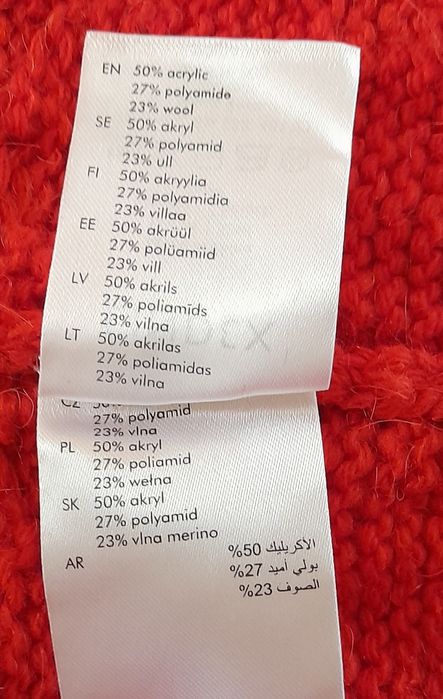 EN 50% acrylic
27% polyamide
23% wool
SE 50% akryl
27% polyamid
23% ull
FI 50% akryylia
27% polyamidia
23% villaa
EE 50% akrüül
27% polüamiid
23% vill
LV 50% akrils
27% poliamīds
23% vilna
LT 50% akrilas
27% poliamidas
23% vilna
CZ
27% polyamid
23% vlna
PL 50% akryl
27% poliamid
23% wełna
SK 50% akryl
27% polyamid
23% vlna merino
AR الاكريليك 50%
بولي أميد 27%
الصوف 23%